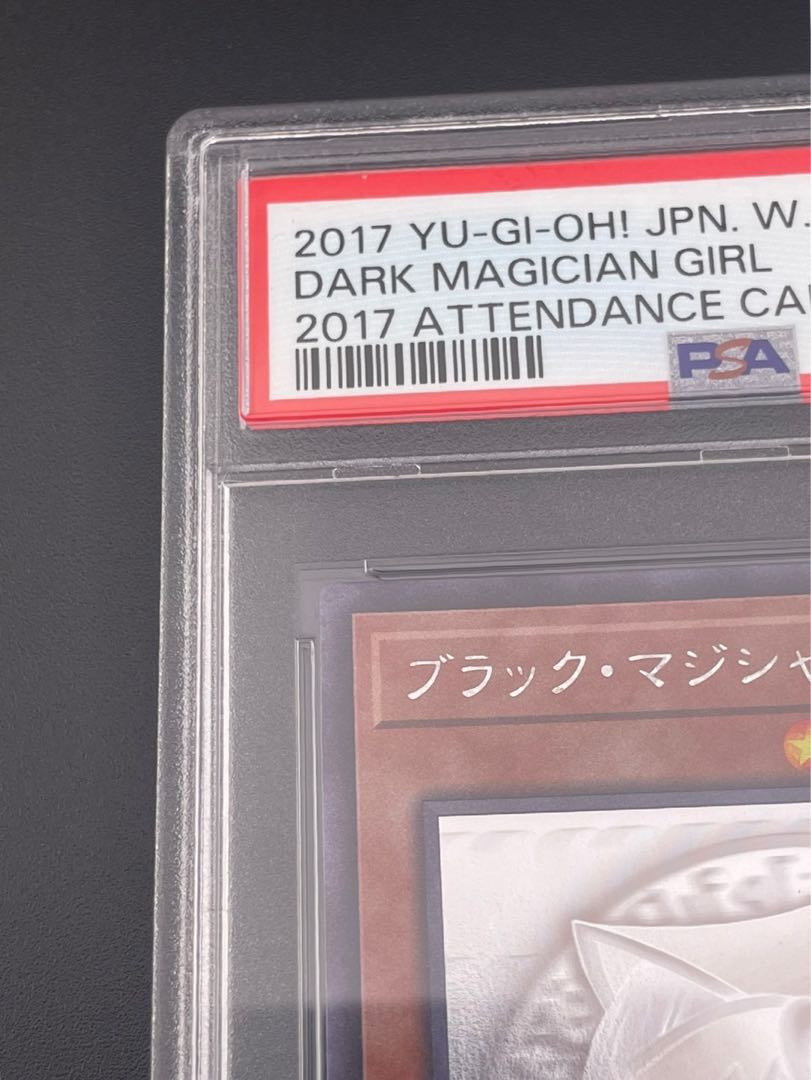 2017 YU-GI-OH! JPN. W.
DARK MAGICIAN GIRL
2017 ATTENDANCE CA
PSA
ブラック・マジシャ